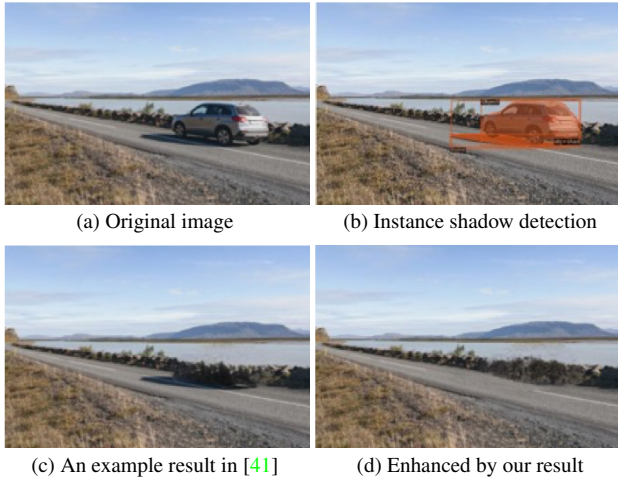 (a) Original image
(b) Instance shadow detection
(c) An example result in [41]
(d) Enhanced by our result